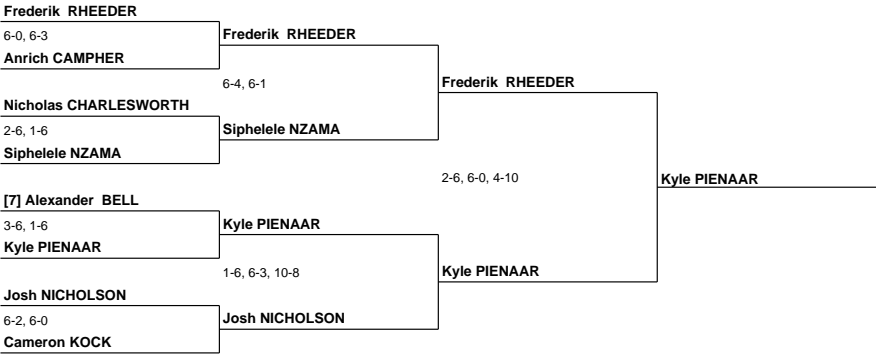 Frederik RHEEDER
6-0, 6-3
Frederik RHEEDER
Anrich CAMPHER
6-4, 6-1
Frederik RHEEDER
Nicholas CHARLESWORTH
2-6, 1-6
Siphelele NZAMA
Siphelele NZAMA
2-6, 6-0, 4-10
Kyle PIENAAR
[7] Alexander BELL
3-6, 1-6
Kyle PIENAAR
Kyle PIENAAR
1-6, 6-3, 10-8
Kyle PIENAAR
Josh NICHOLSON
6-2, 6-0
Josh NICHOLSON
Cameron KOCK